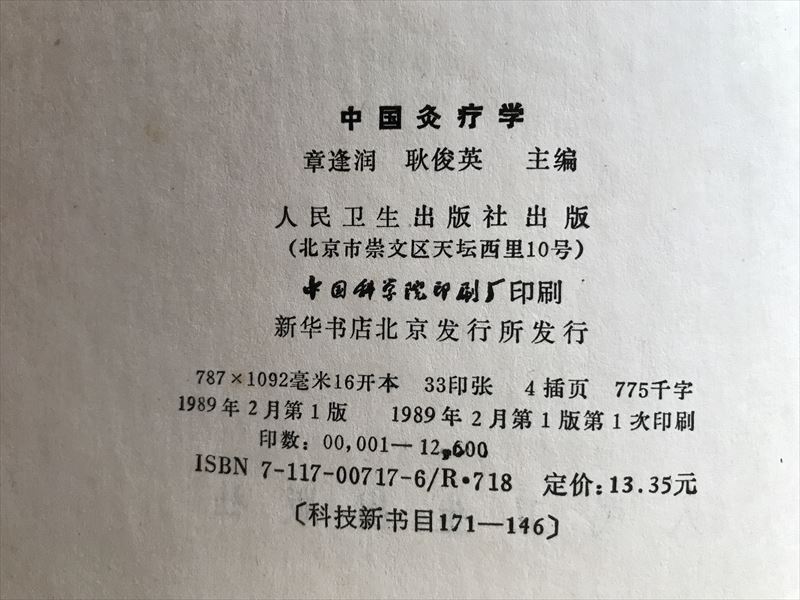 中国灸疗学
章逢润 耿俊英 主编
人民卫生出版社出版
(北京市崇文区天坛西里10号)
中国科学院印刷厂印刷
新华书店北京发行所发行
787×1092毫米16开本 33印张 4插页 775千字
1989年2月第1版 1989年2月第1版第1次印刷
印数：00,001—12,600
ISBN 7-117-00717-6/R·718 定价：13.35元
〔科技新书目171—146〕